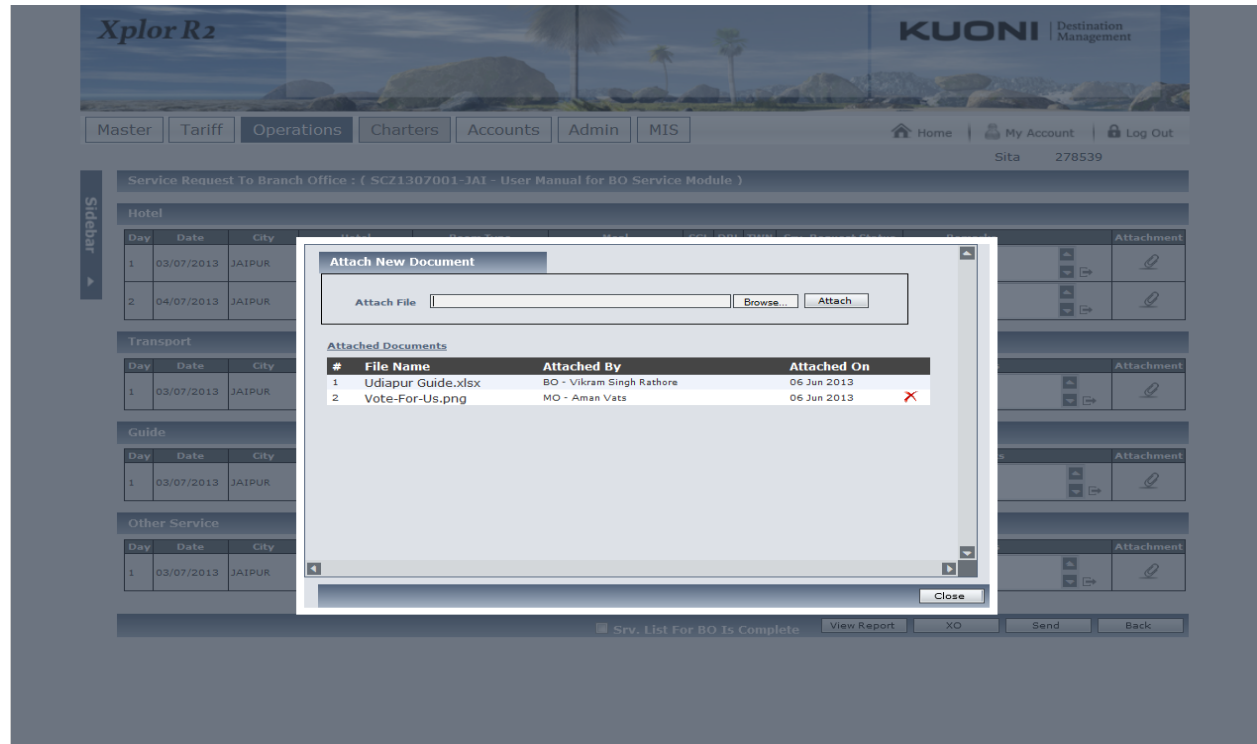 Xplor R2
KUONI Destination Management
Master Tariff Operations Charters Accounts Admin MIS
Home | My Account | Log Out
Sita 278539
Sidebar
Service Request To Branch Office : ( SCZ1307001-JAI - User Manual for BO Service Module )
Hotel
Day Date City Attachment
1 03/07/2013 JAIPUR
2 04/07/2013 JAIPUR
Attach New Document
Attach File Browse... Attach
Attached Documents
# File Name Attached By Attached On
1 Udiapur Guide.xlsx BO - Vikram Singh Rathore 06 Jun 2013
2 Vote-For-Us.png MO - Aman Vats 06 Jun 2013
Close
Transport
Day Date City Attachment
1 03/07/2013 JAIPUR
Guide
Day Date City Attachment
1 03/07/2013 JAIPUR
Other Service
Day Date City Attachment
1 03/07/2013 JAIPUR
Srv. List For BO Is Complete View Report XO Send Back